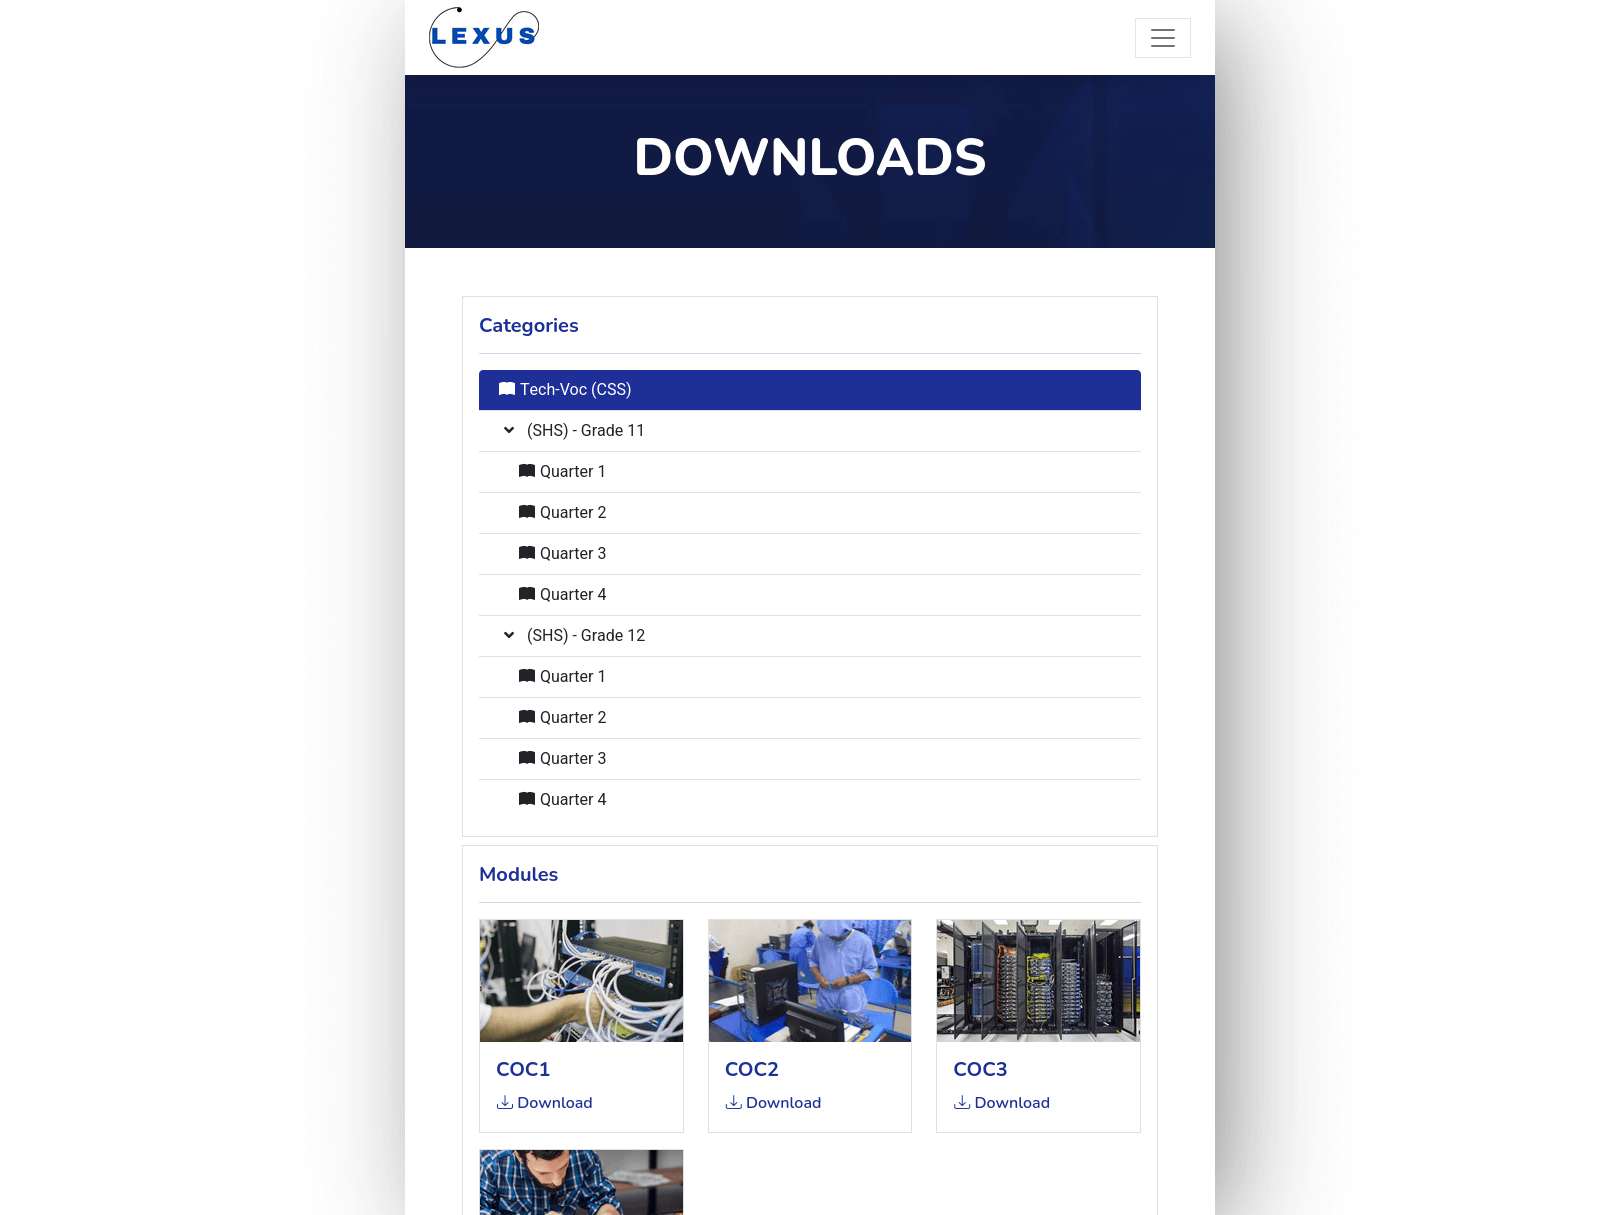 LEXUS
DOWNLOADS
Categories
Tech-Voc (CSS)
(SHS) - Grade 11
Quarter 1
Quarter 2
Quarter 3
Quarter 4
(SHS) - Grade 12
Quarter 1
Quarter 2
Quarter 3
Quarter 4
Modules
COC1
Download
COC2
Download
COC3
Download